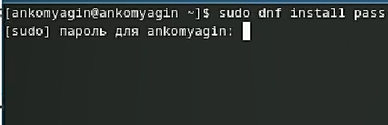 [ankomyagin@ankomyagin ~]$ sudo dnf install pass
[sudo] пароль для ankomyagin: